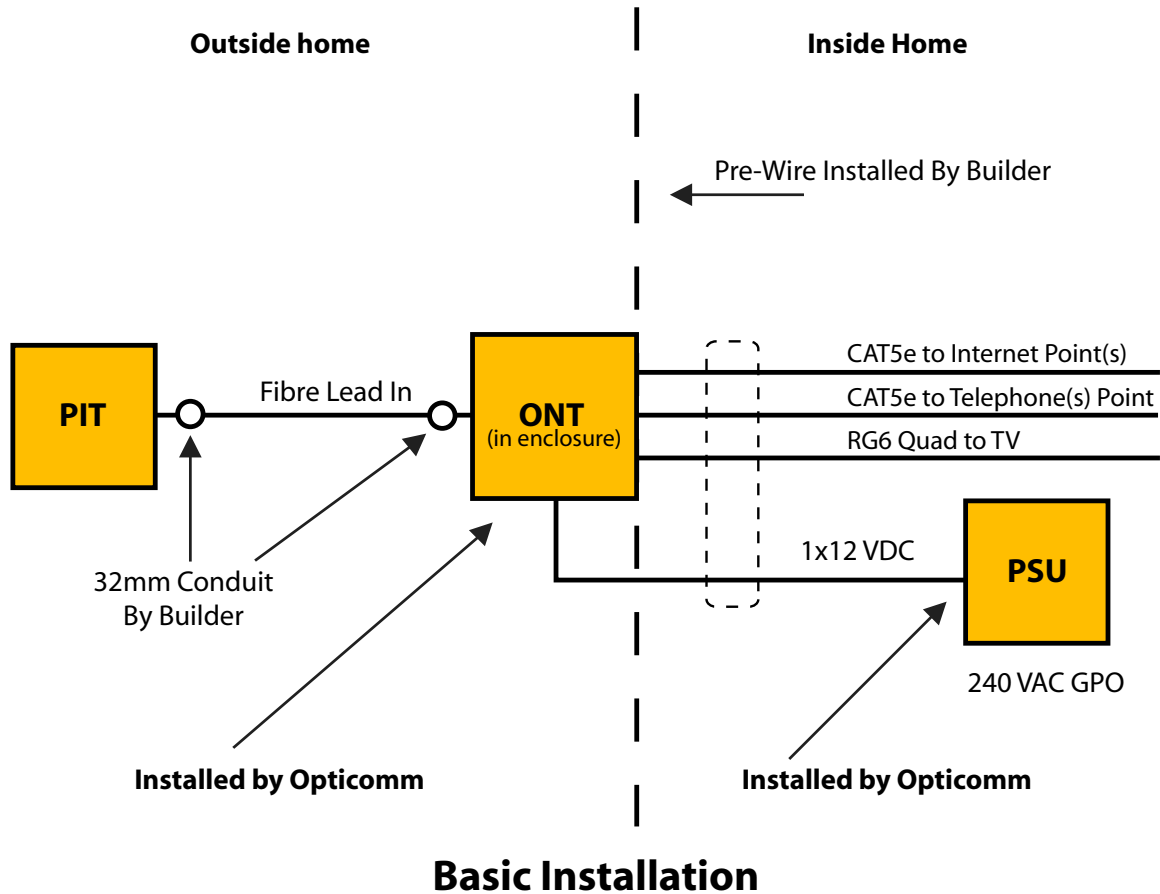 Outside home
Inside Home
Pre-Wire Installed By Builder
PIT
Fibre Lead In
ONT
(in enclosure)
CAT5e to Internet Point(s)
CAT5e to Telephone(s) Point
RG6 Quad to TV
1x12 VDC
PSU
32mm Conduit
By Builder
240 VAC GPO
Installed by Opticomm
Installed by Opticomm
Basic Installation